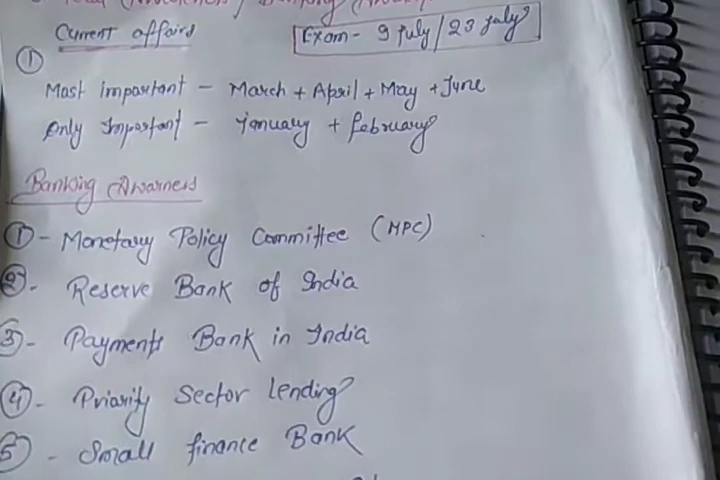 Current affairs
Exam - 9 July / 23 July
①
Most important - March + April + May + June
Only Important - January + february
Banking Awarness
① - Monetary Policy Committee (MPC)
② - Reserve Bank of India
③ - Payments Bank in India
④ - Priority Sector lending
⑤ - Small finance Bank